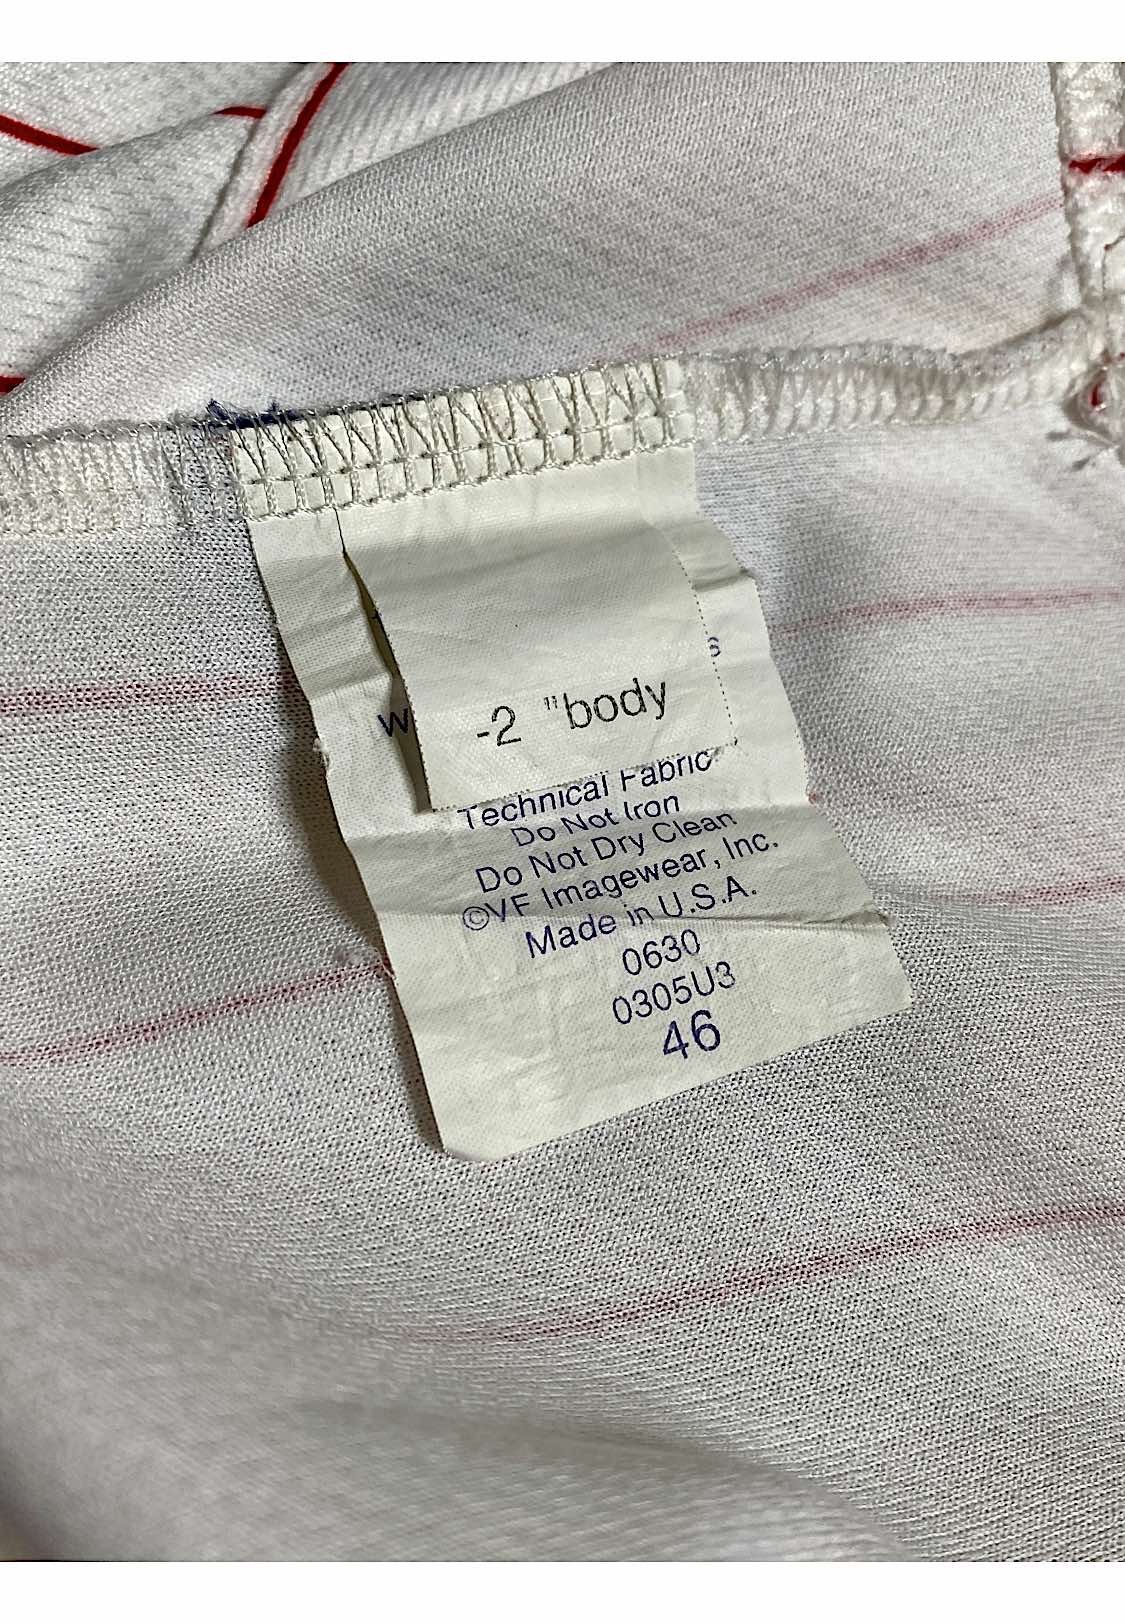 -2 "body
Technical Fabric
Do Not Iron
Do Not Dry Clean
©VF Imagewear, Inc.
Made in U.S.A.
0630
0305U3
46